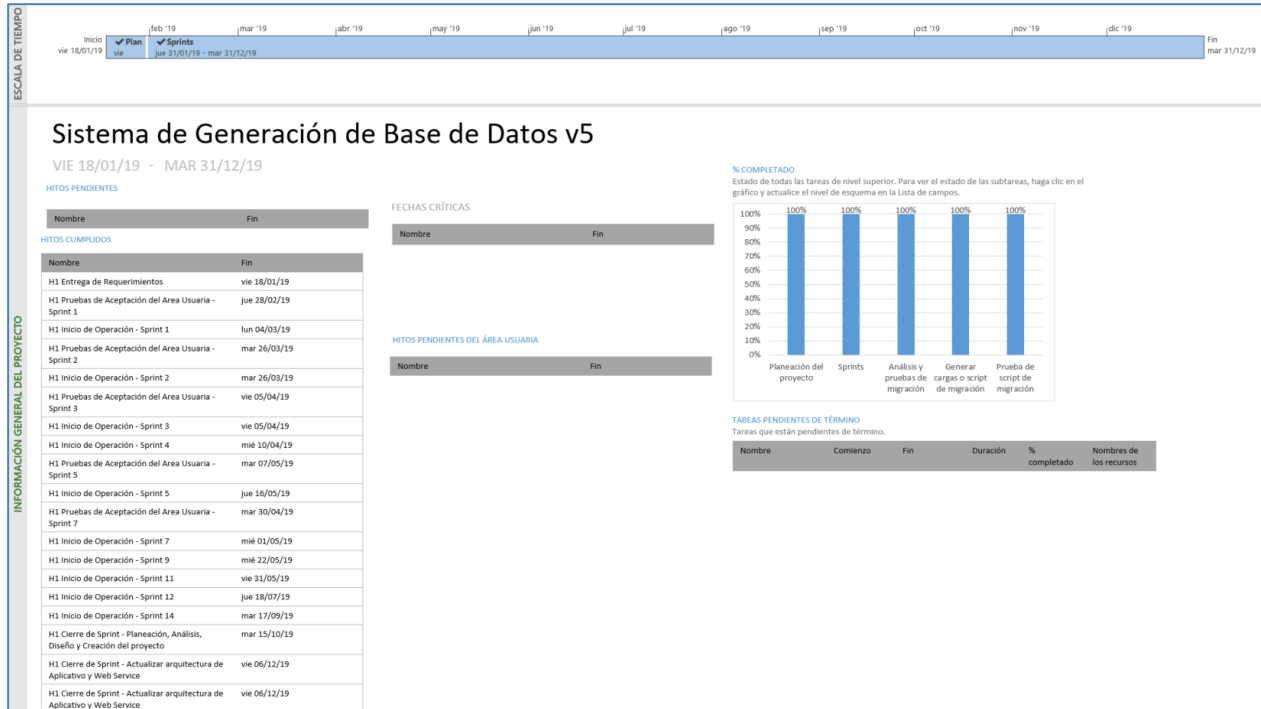 ESCALA DE TIEMPO
feb '19 mar '19 abr '19 may '19 jun '19 jul '19 ago '19 sep '19 oct '19 nov '19 dic '19
Inicio
vie 18/01/19
✔ Plan
vie
✔ Sprints
jue 31/01/19 - mar 31/12/19
Fin
mar 31/12/19
INFORMACIÓN GENERAL DEL PROYECTO
Sistema de Generación de Base de Datos v5
VIE 18/01/19 - MAR 31/12/19
HITOS PENDIENTES
Nombre Fin
HITOS CUMPLIDOS
Nombre Fin
H1 Entrega de Requerimientos vie 18/01/19
H1 Pruebas de Aceptación del Area Usuaria - jue 28/02/19
Sprint 1
H1 Inicio de Operación - Sprint 1 lun 04/03/19
H1 Pruebas de Aceptación del Area Usuaria - mar 26/03/19
Sprint 2
H1 Inicio de Operación - Sprint 2 mar 26/03/19
H1 Pruebas de Aceptación del Area Usuaria - vie 05/04/19
Sprint 3
H1 Inicio de Operación - Sprint 3 vie 05/04/19
H1 Inicio de Operación - Sprint 4 mié 10/04/19
H1 Pruebas de Aceptación del Area Usuaria - mar 07/05/19
Sprint 5
H1 Inicio de Operación - Sprint 5 jue 16/05/19
H1 Pruebas de Aceptación del Area Usuaria - mar 30/04/19
Sprint 7
H1 Inicio de Operación - Sprint 7 mié 01/05/19
H1 Inicio de Operación - Sprint 9 mié 22/05/19
H1 Inicio de Operación - Sprint 11 vie 31/05/19
H1 Inicio de Operación - Sprint 12 jue 18/07/19
H1 Inicio de Operación - Sprint 14 mar 17/09/19
H1 Cierre de Sprint - Planeación, Análisis, mar 15/10/19
Diseño y Creación del proyecto
H1 Cierre de Sprint - Actualizar arquitectura de vie 06/12/19
Aplicativo y Web Service
H1 Cierre de Sprint - Actualizar arquitectura de vie 06/12/19
Aplicativo y Web Service
FECHAS CRÍTICAS
Nombre Fin
HITOS PENDIENTES DEL ÁREA USUARIA
Nombre Fin
% COMPLETADO
Estado de todas las tareas de nivel superior. Para ver el estado de las subtareas, haga clic en el
gráfico y actualice el nivel de esquema en la Lista de campos.
100% 100% 100% 100% 100%
100%
90%
80%
70%
60%
50%
40%
30%
20%
10%
0%
Planeación del Sprints Análisis y Generar Prueba de
proyecto pruebas de cargas o script script de
migración de migración migración
TAREAS PENDIENTES DE TÉRMINO
Tareas que están pendientes de término.
Nombre Comienzo Fin Duración % Nombres de
completado los recursos